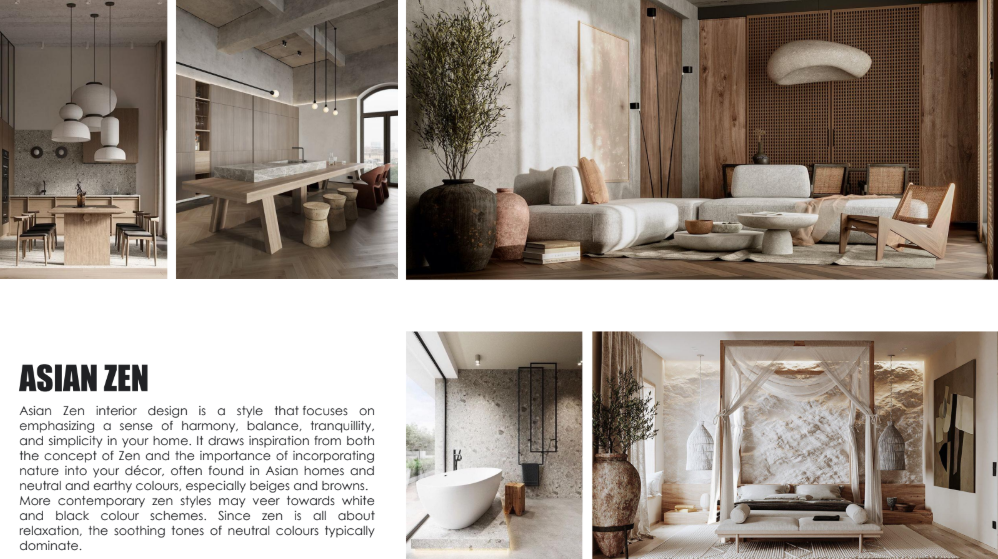 ASIAN ZEN
Asian Zen interior design is a style that focuses on
emphasizing a sense of harmony, balance, tranquillity,
and simplicity in your home. It draws inspiration from both
the concept of Zen and the importance of incorporating
nature into your décor, often found in Asian homes and
neutral and earthy colours, especially beiges and browns.
More contemporary zen styles may veer towards white
and black colour schemes. Since zen is all about
relaxation, the soothing tones of neutral colours typically
dominate.